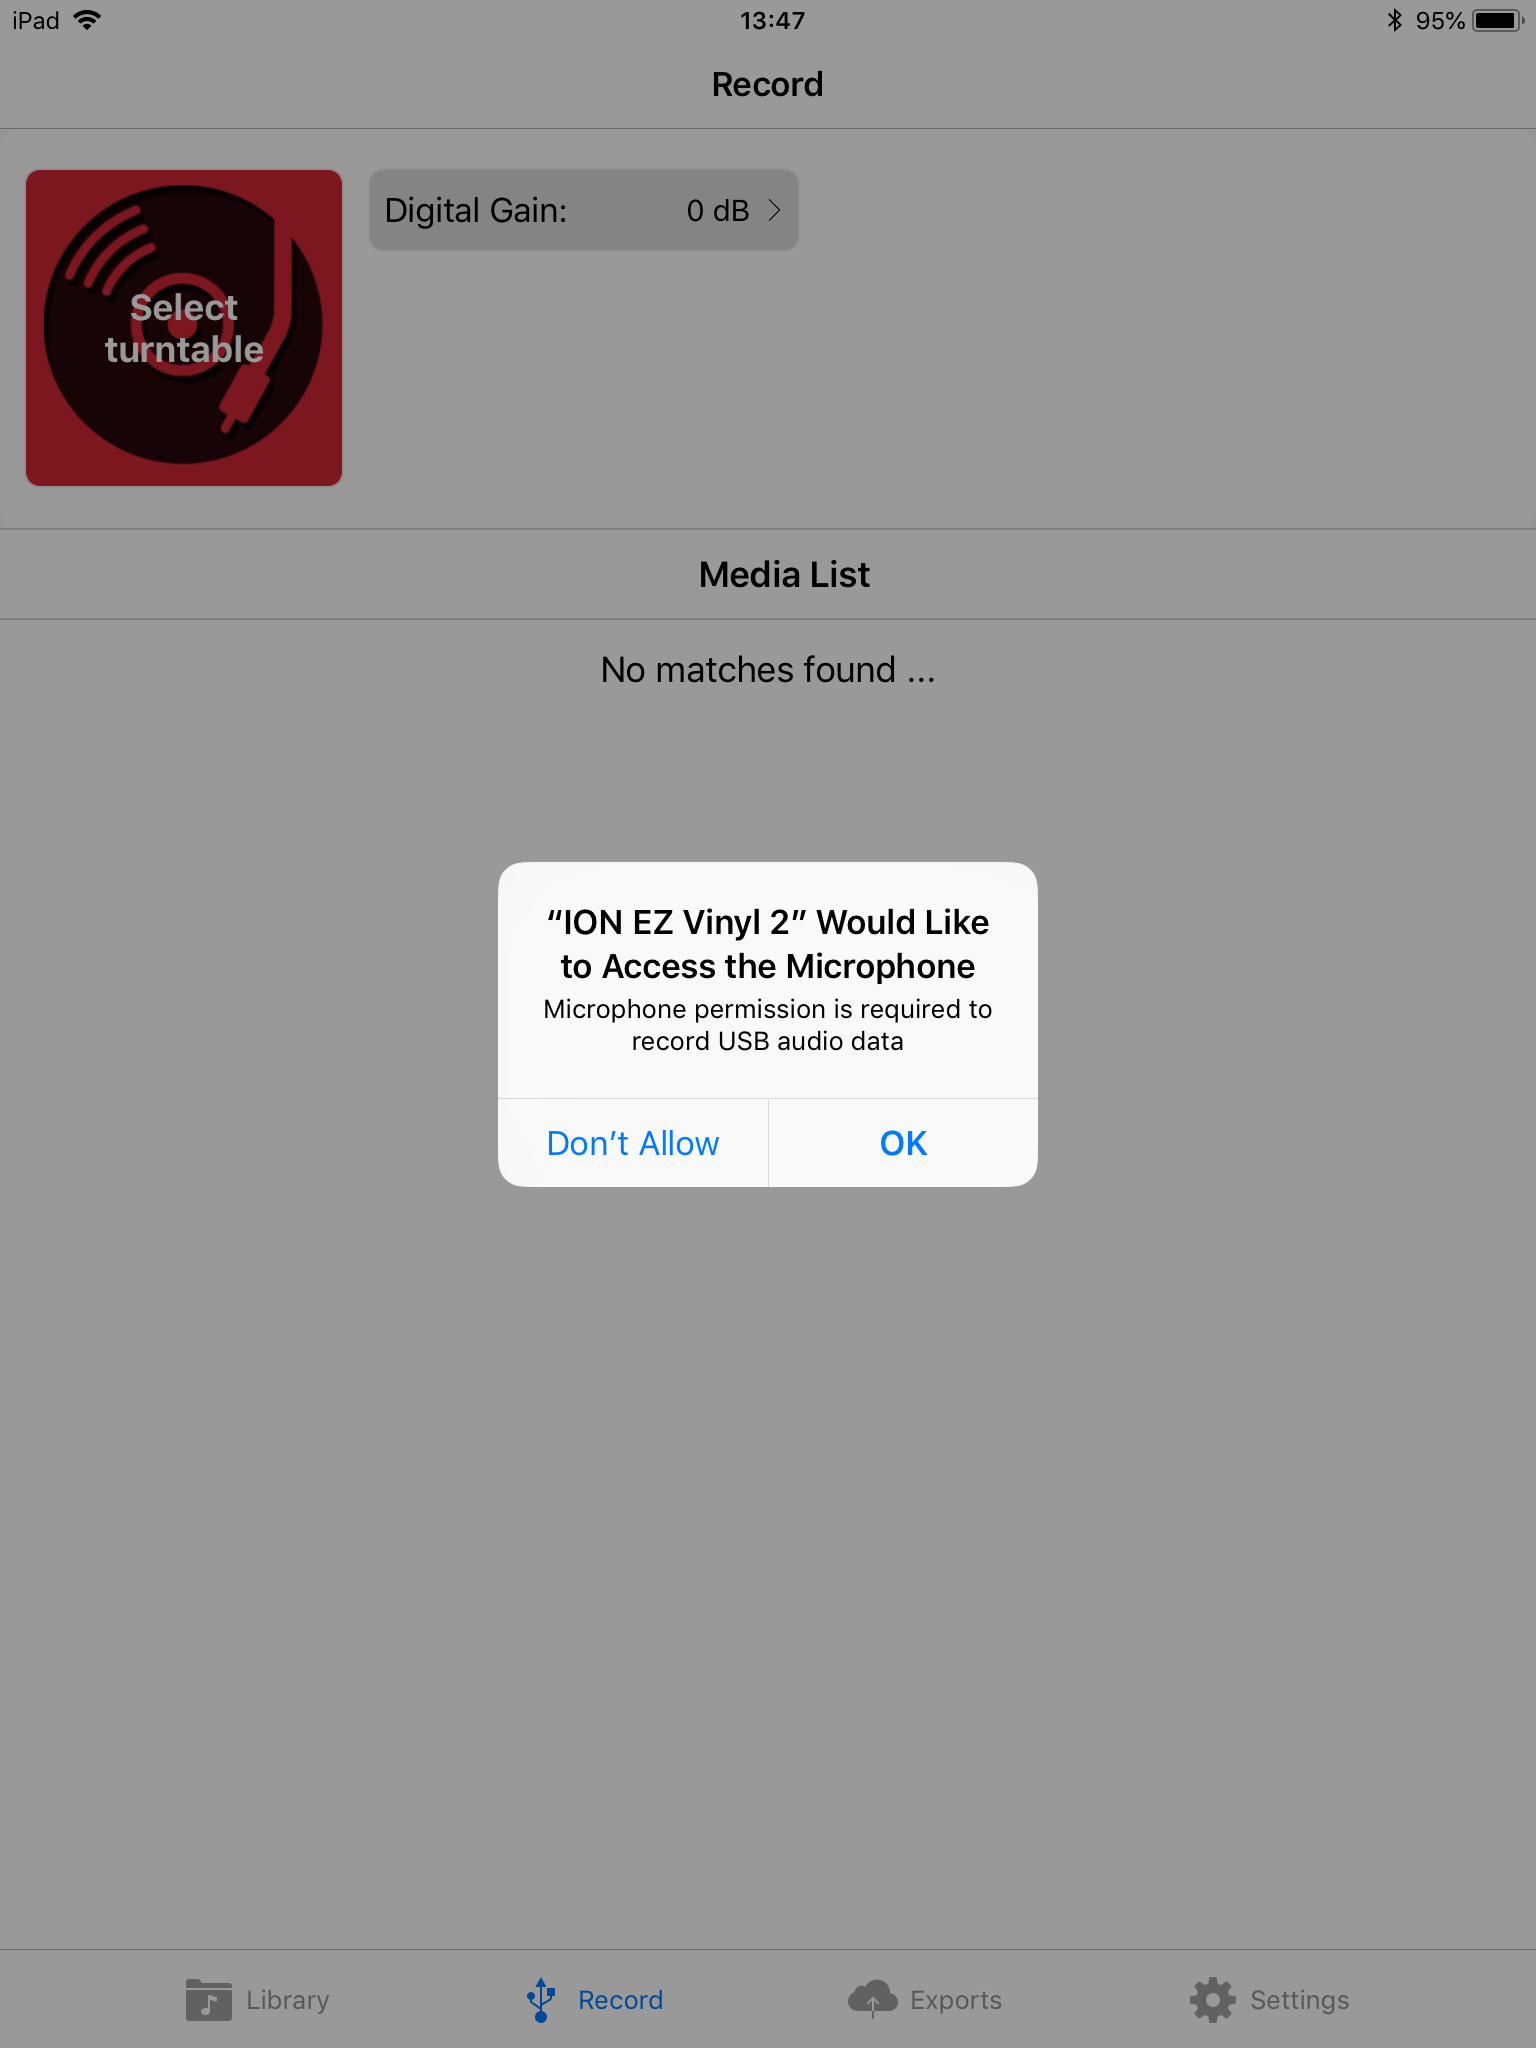 iPad 13:47 95%
Record
Digital Gain: 0 dB
Select
turntable
Media List
No matches found ...
“ION EZ Vinyl 2” Would Like
to Access the Microphone
Microphone permission is required to
record USB audio data
Don’t Allow OK
Library Record Exports Settings